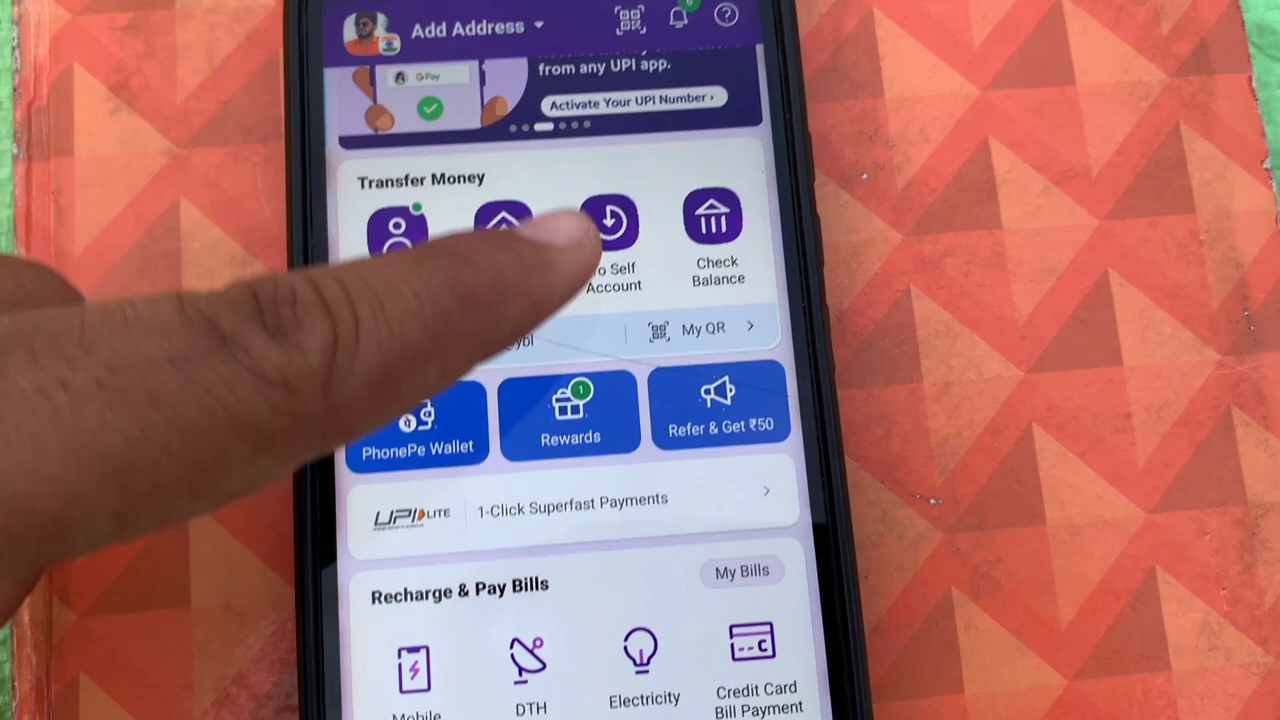 Add Address
6
from any UPI app.
G Pay
Activate Your UPI Number ›
Transfer Money
To Self
Account
Check
Balance
@ybl
My QR
PhonePe Wallet
1
Rewards
Refer & Get ₹50
UPI LITE
1-Click Superfast Payments
Recharge & Pay Bills
My Bills
Mobile
DTH
Electricity
Credit Card
Bill Payment